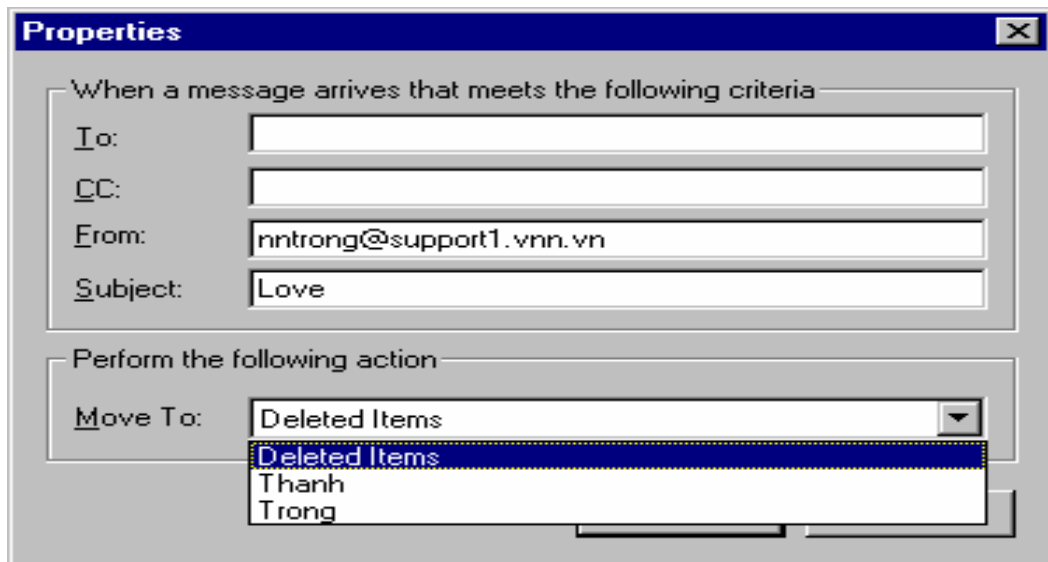 Properties
When a message arrives that meets the following criteria
To:
CC:
From: nntrong@support1.vnn.vn
Subject: Love
Perform the following action
Move To: Deleted Items
Deleted Items
Thanh
Trong